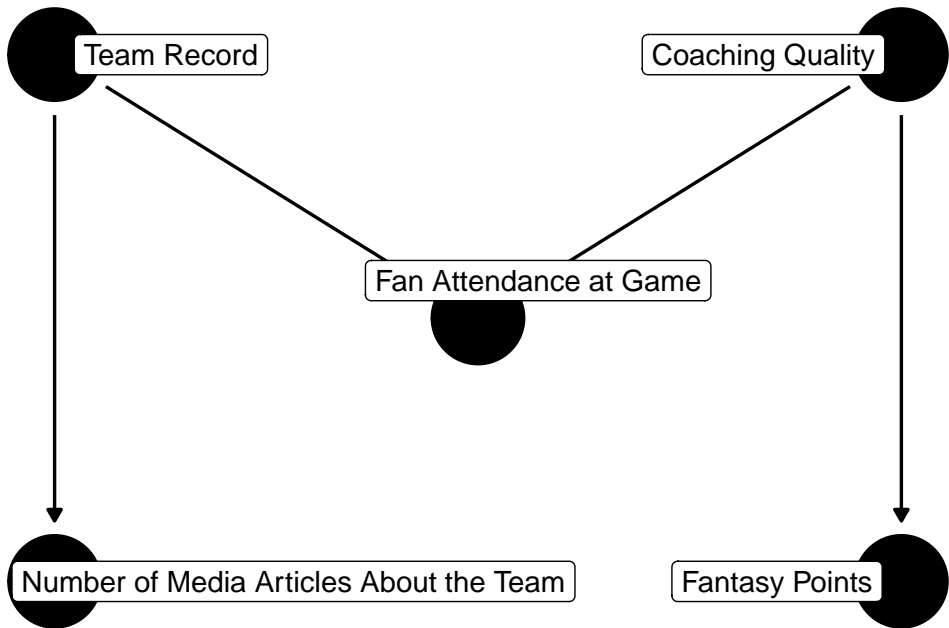 Team Record
Coaching Quality
Fan Attendance at Game
Number of Media Articles About the Team
Fantasy Points